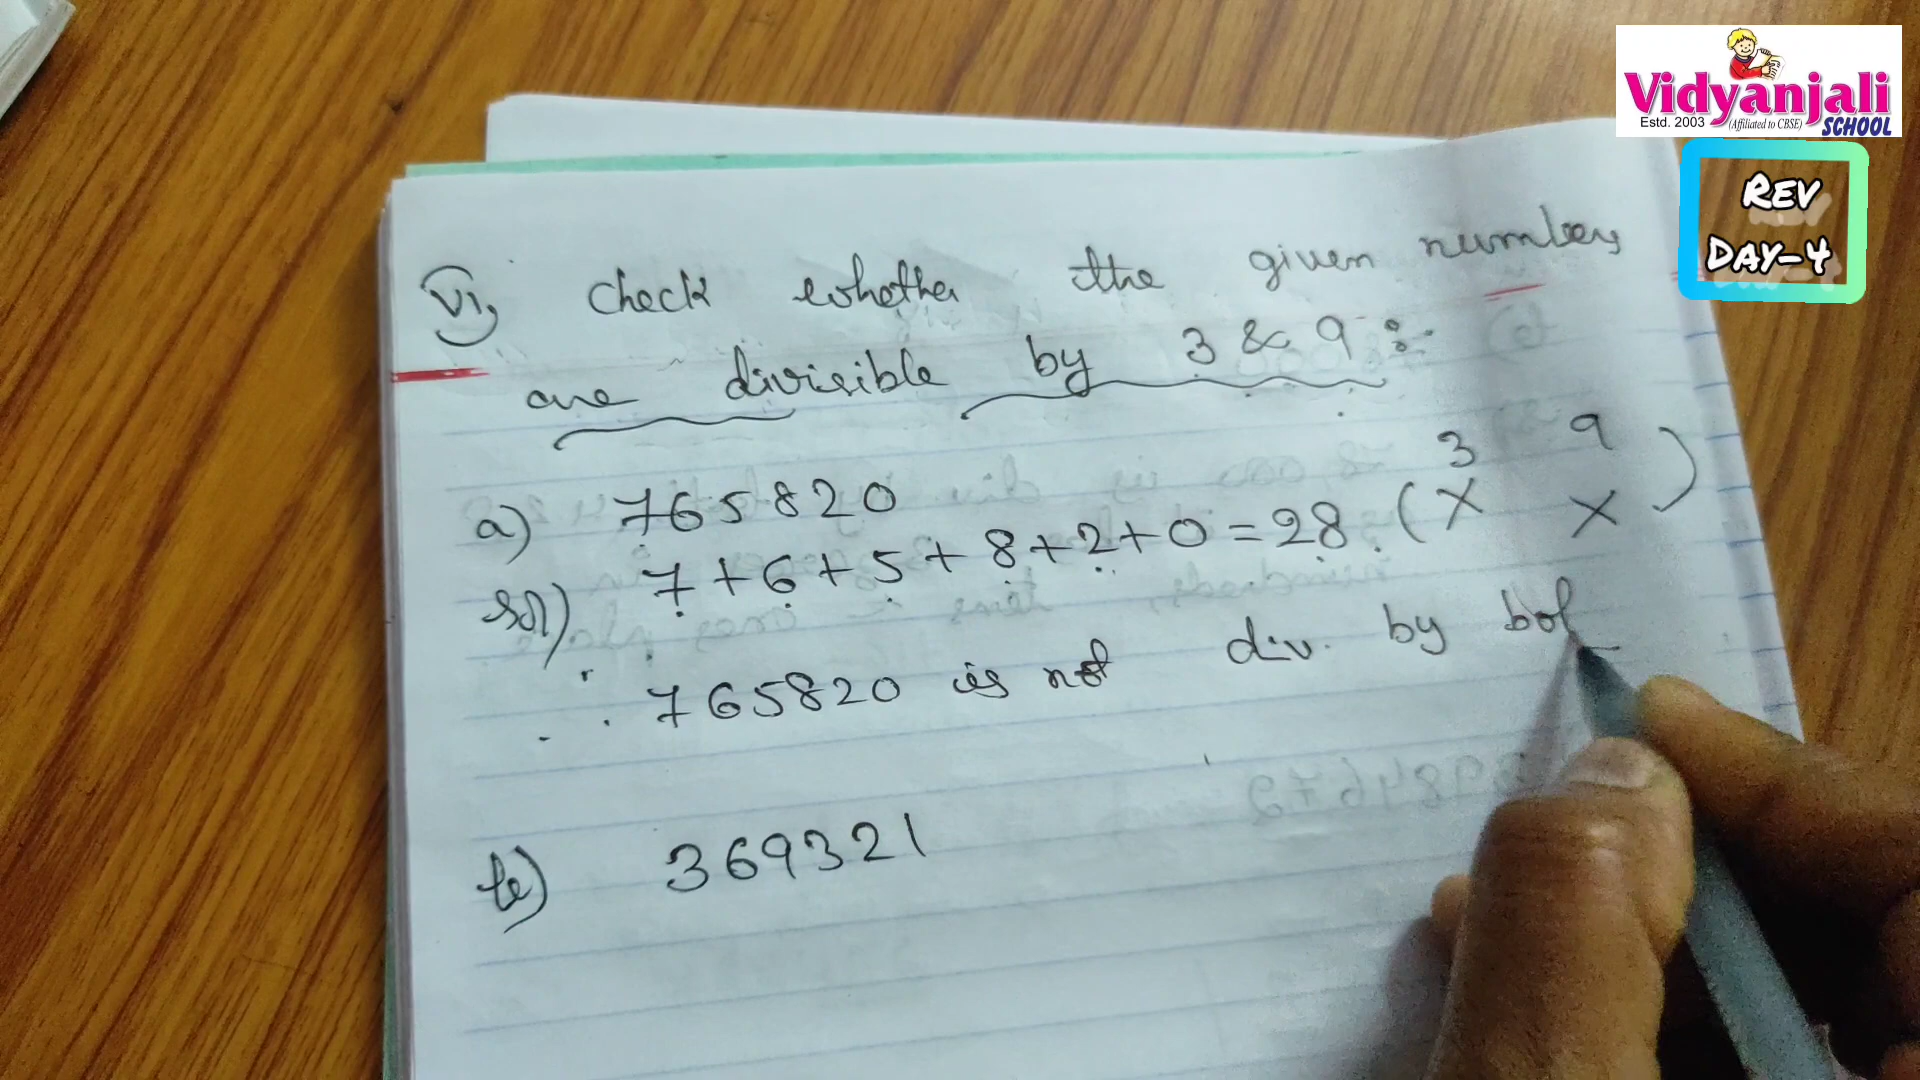 Vidyanjali
Estd. 2003 (Affiliated to CBSE) SCHOOL
REV
DAY-4
VI, Check whether the given numbers
are divisible by 3 & 9 :-
3 9
a) 765820
sol) 7+6+5+8+2+0=28. (X X)
∴ 765820 is not div. by bot
b) 369321